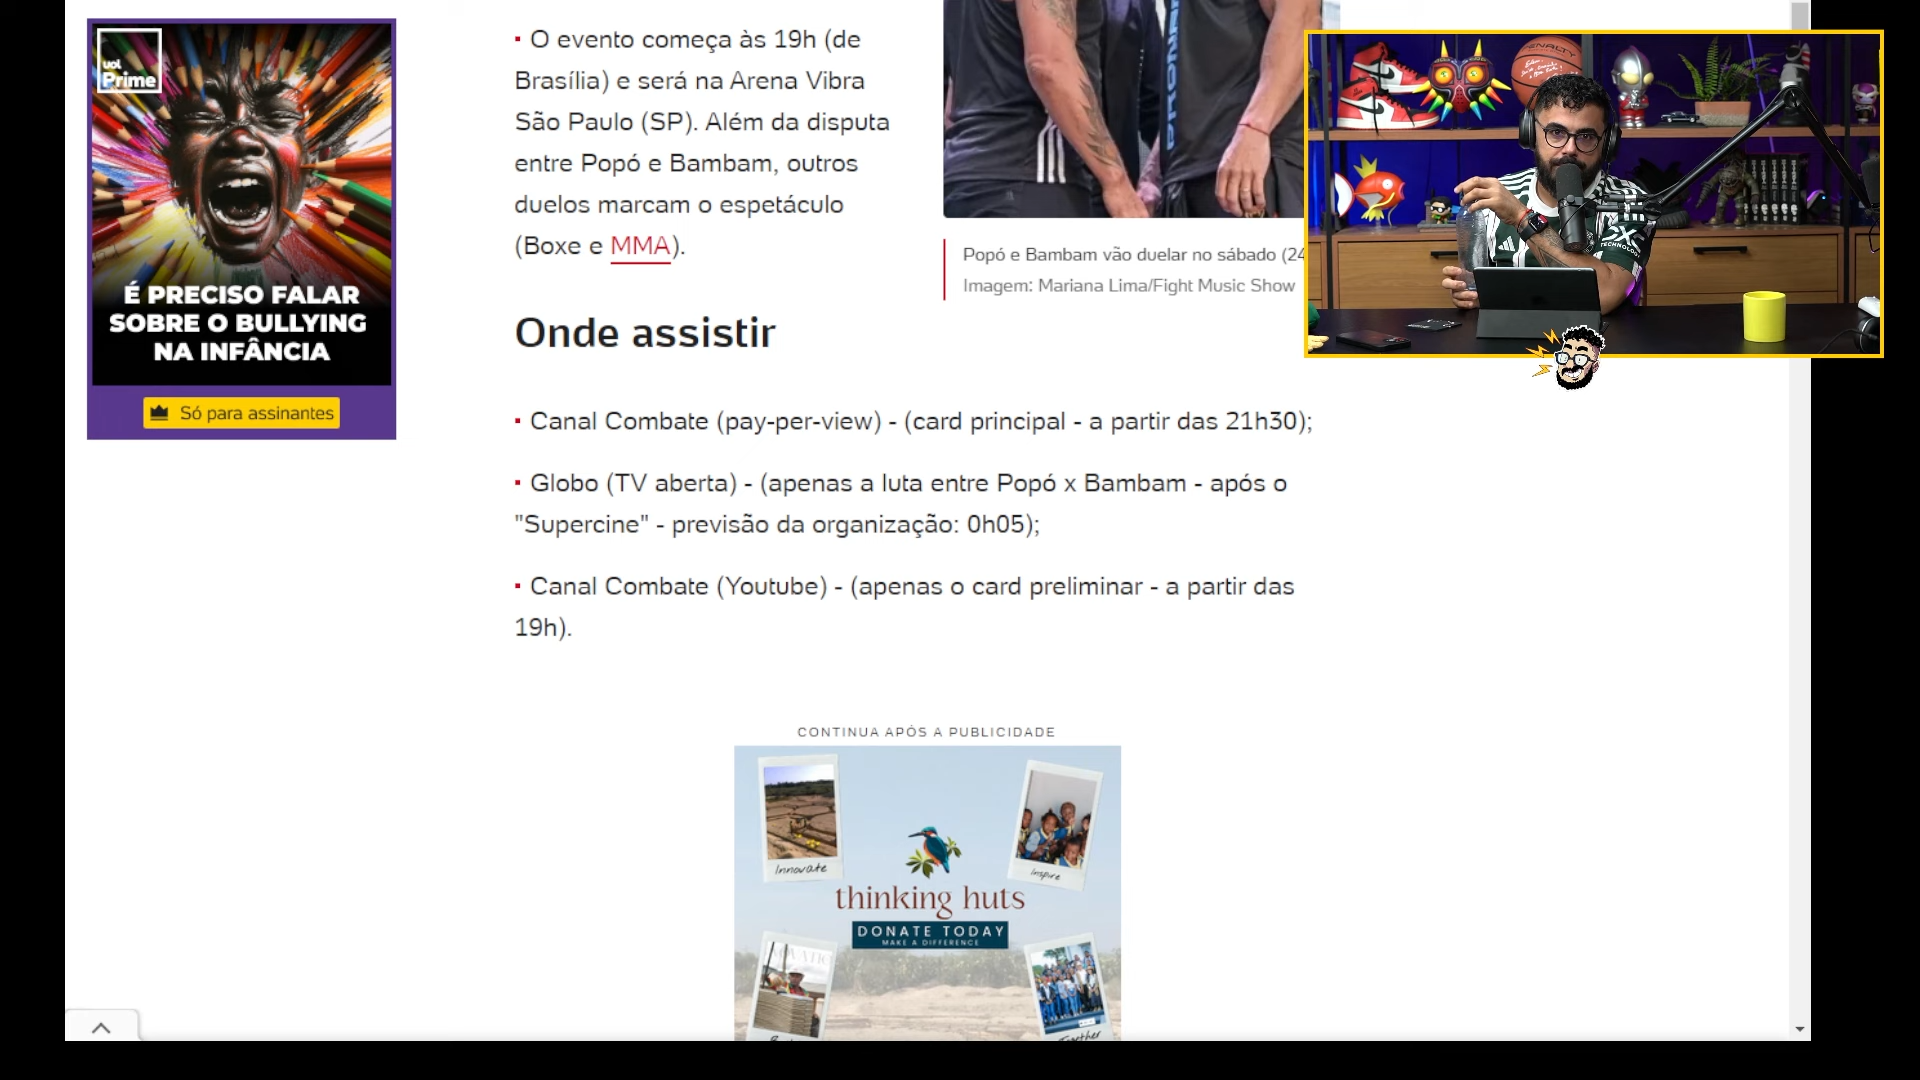 uol
Prime
É PRECISO FALAR
SOBRE O BULLYING
NA INFÂNCIA
Só para assinantes
▪ O evento começa às 19h (de
Brasília) e será na Arena Vibra
São Paulo (SP). Além da disputa
entre Popó e Bambam, outros
duelos marcam o espetáculo
(Boxe e MMA).
Popó e Bambam vão duelar no sábado (24
Imagem: Mariana Lima/Fight Music Show
PENALTY
TECHNOLOGY
Onde assistir
▪ Canal Combate (pay-per-view) - (card principal - a partir das 21h30);
▪ Globo (TV aberta) - (apenas a luta entre Popó x Bambam - após o
"Supercine" - previsão da organização: 0h05);
▪ Canal Combate (Youtube) - (apenas o card preliminar - a partir das
19h).
CONTINUA APÓS A PUBLICIDADE
Innovate
Inspire
thinking huts
DONATE TODAY
MAKE A DIFFERENCE
Together